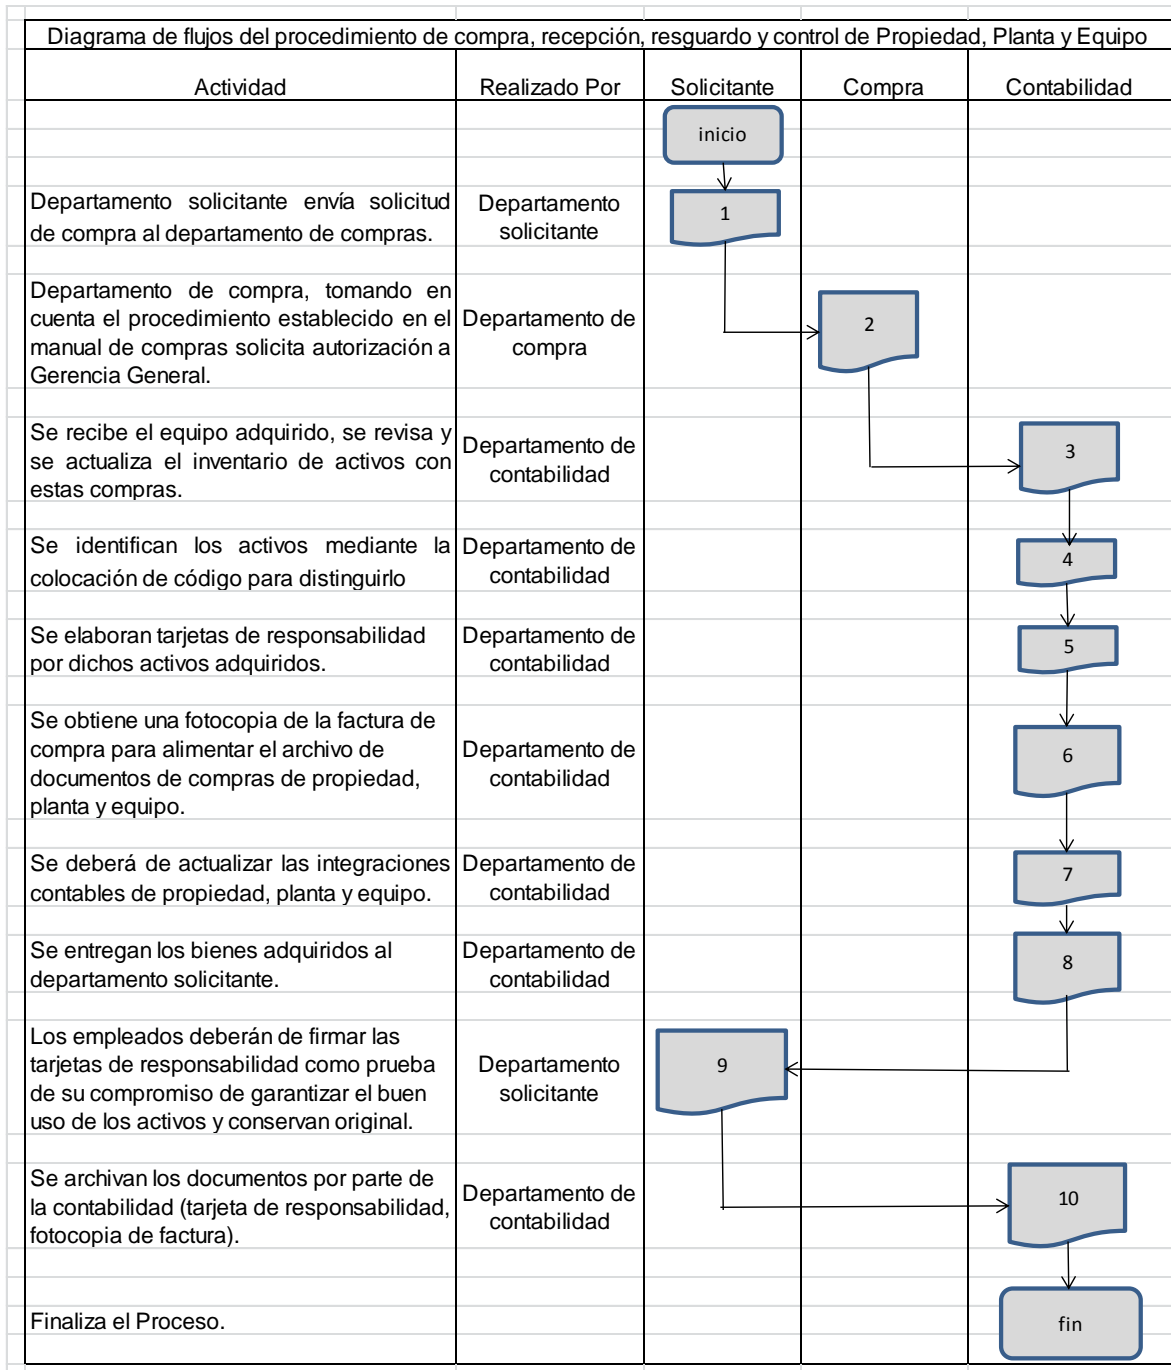 Diagrama de flujos del procedimiento de compra, recepción, resguardo y control de Propiedad, Planta y Equipo
Actividad
Realizado Por
Solicitante
Compra
Contabilidad
inicio
Departamento solicitante envía solicitud
de compra al departamento de compras.
Departamento
solicitante
1
Departamento de compra, tomando en
cuenta el procedimiento establecido en el
manual de compras solicita autorización a
Gerencia General.
Departamento de
compra
2
Se recibe el equipo adquirido, se revisa y
se actualiza el inventario de activos con
estas compras.
Departamento de
contabilidad
3
Se identifican los activos mediante la
colocación de código para distinguirlo
Departamento de
contabilidad
4
Se elaboran tarjetas de responsabilidad
por dichos activos adquiridos.
Departamento de
contabilidad
5
Se obtiene una fotocopia de la factura de
compra para alimentar el archivo de
documentos de compras de propiedad,
planta y equipo.
Departamento de
contabilidad
6
Se deberá de actualizar las integraciones
contables de propiedad, planta y equipo.
Departamento de
contabilidad
7
Se entregan los bienes adquiridos al
departamento solicitante.
Departamento de
contabilidad
8
Los empleados deberán de firmar las
tarjetas de responsabilidad como prueba
de su compromiso de garantizar el buen
uso de los activos y conservan original.
Departamento
solicitante
9
Se archivan los documentos por parte de
la contabilidad (tarjeta de responsabilidad,
fotocopia de factura).
Departamento de
contabilidad
10
Finaliza el Proceso.
fin